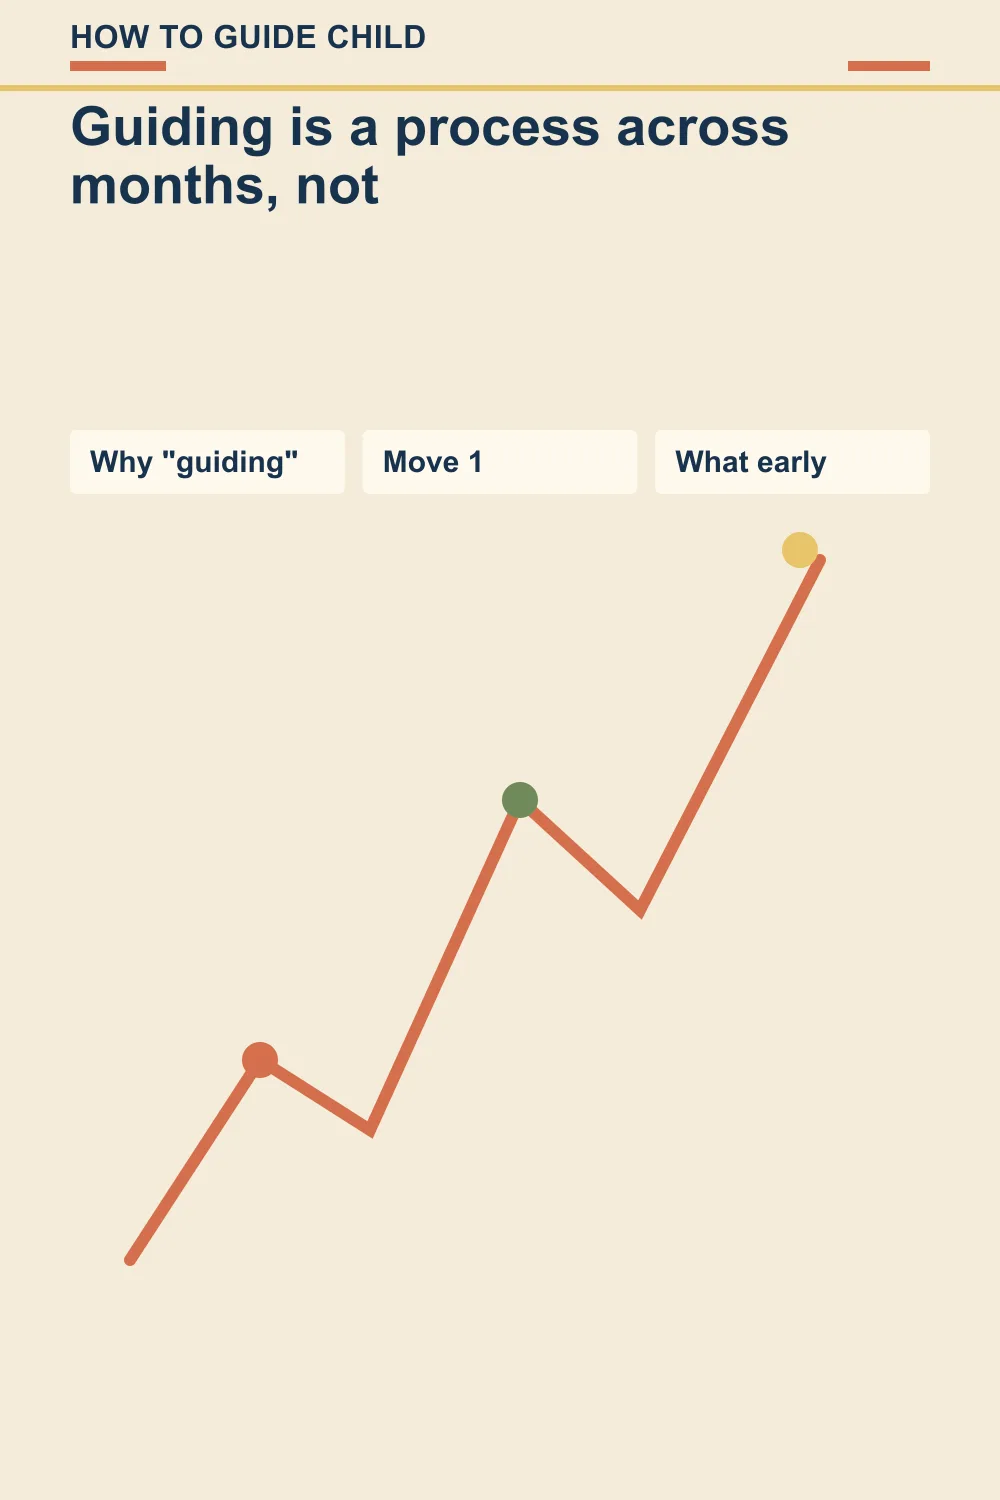 HOW TO GUIDE CHILD
Guiding is a process across
months, not
Why "guiding"
Move 1
What early